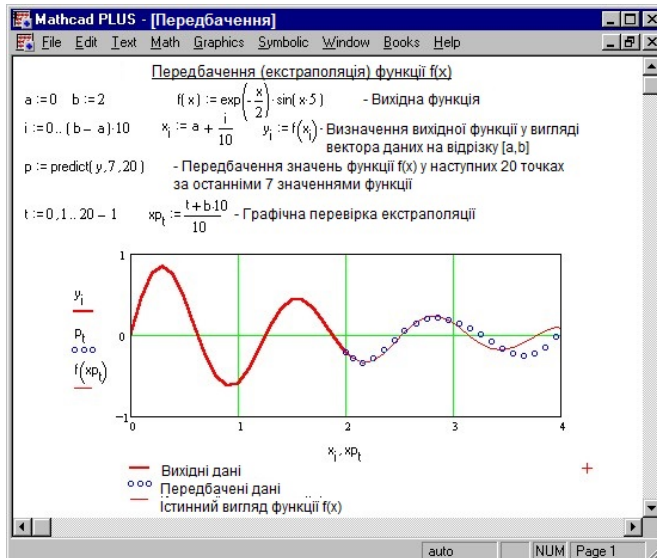 Mathcad PLUS - [Передбачення]
File Edit Text Math Graphics Symbolic Window Books Help
Передбачення (екстраполяція) функції f(x)
a := 0 b := 2 f(x) := exp(-x/2)·sin(x·5) - Вихідна функція
i := 0 .. (b − a)·10 x_i := a + i/10 y_i := f(x_i) - Визначення вихідної функції у вигляді
вектора даних на відрізку [a,b]
p := predict(y,7,20) - Передбачення значень функції f(x) у наступних 20 точках
за останніми 7 значеннями функції
t := 0,1 .. 20 − 1 xp_t := (t + b·10)/10 - Графічна перевірка екстраполяції
1
y_i
p_t
0
f(xp_t)
−1
0 1 2 3 4
x_i , xp_t
Вихідні дані
Передбачені дані
Істинний вигляд функції f(x)
auto NUM Page 1